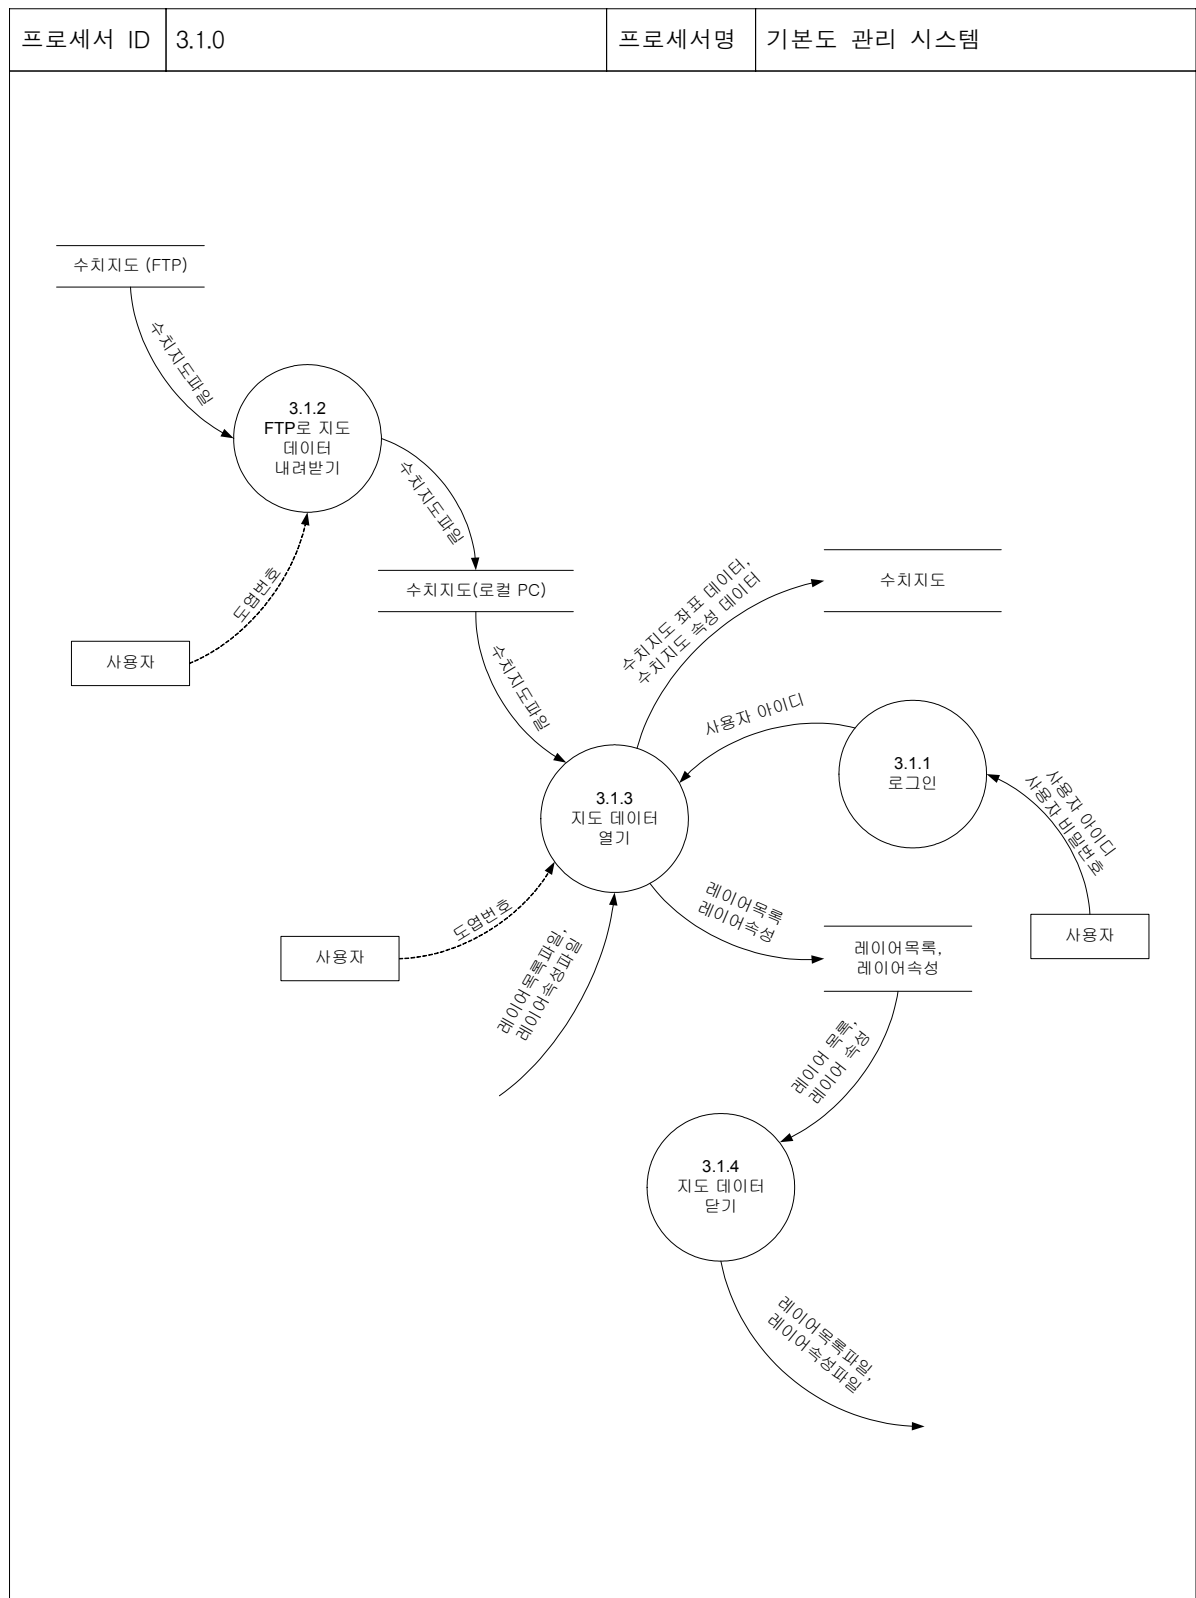 프로세서 ID
3.1.0
프로세서명
기본도 관리 시스템
수치지도 (FTP)
수치지도파일
3.1.2
FTP로 지도
데이터
내려받기
수치지도파일
도엽번호
사용자
수치지도(로컬 PC)
수치지도파일
수치지도 좌표 데이터,
수치지도 속성 데이터
수치지도
사용자 아이디
3.1.1
로그인
사용자 아이디
사용자 비밀번호
사용자
3.1.3
지도 데이터
열기
도엽번호
사용자
레이어목록파일,
레이어속성파일
레이어목록
레이어속성
레이어목록,
레이어속성
레이어 목록,
레이어 속성
3.1.4
지도 데이터
닫기
레이어목록파일,
레이어속성파일